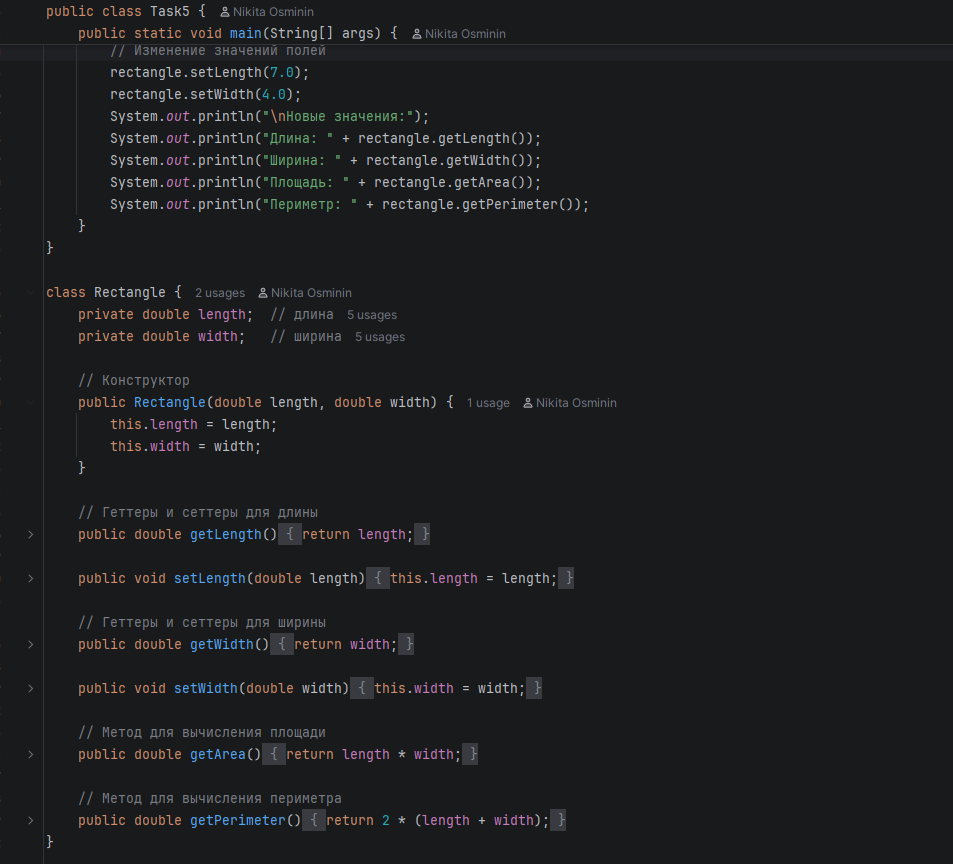 public class Task5 { Nikita Osminin
public static void main(String[] args) { Nikita Osminin
// Изменение значений полей
rectangle.setLength(7.0);
rectangle.setWidth(4.0);
System.out.println("\nНовые значения:");
System.out.println("Длина: " + rectangle.getLength());
System.out.println("Ширина: " + rectangle.getWidth());
System.out.println("Площадь: " + rectangle.getArea());
System.out.println("Периметр: " + rectangle.getPerimeter());
}
}
class Rectangle { 2 usages Nikita Osminin
private double length; // длина 5 usages
private double width; // ширина 5 usages
// Конструктор
public Rectangle(double length, double width) { 1 usage Nikita Osminin
this.length = length;
this.width = width;
}
// Геттеры и сеттеры для длины
public double getLength() { return length; }
public void setLength(double length) { this.length = length; }
// Геттеры и сеттеры для ширины
public double getWidth() { return width; }
public void setWidth(double width) { this.width = width; }
// Метод для вычисления площади
public double getArea() { return length * width; }
// Метод для вычисления периметра
public double getPerimeter() { return 2 * (length + width); }
}